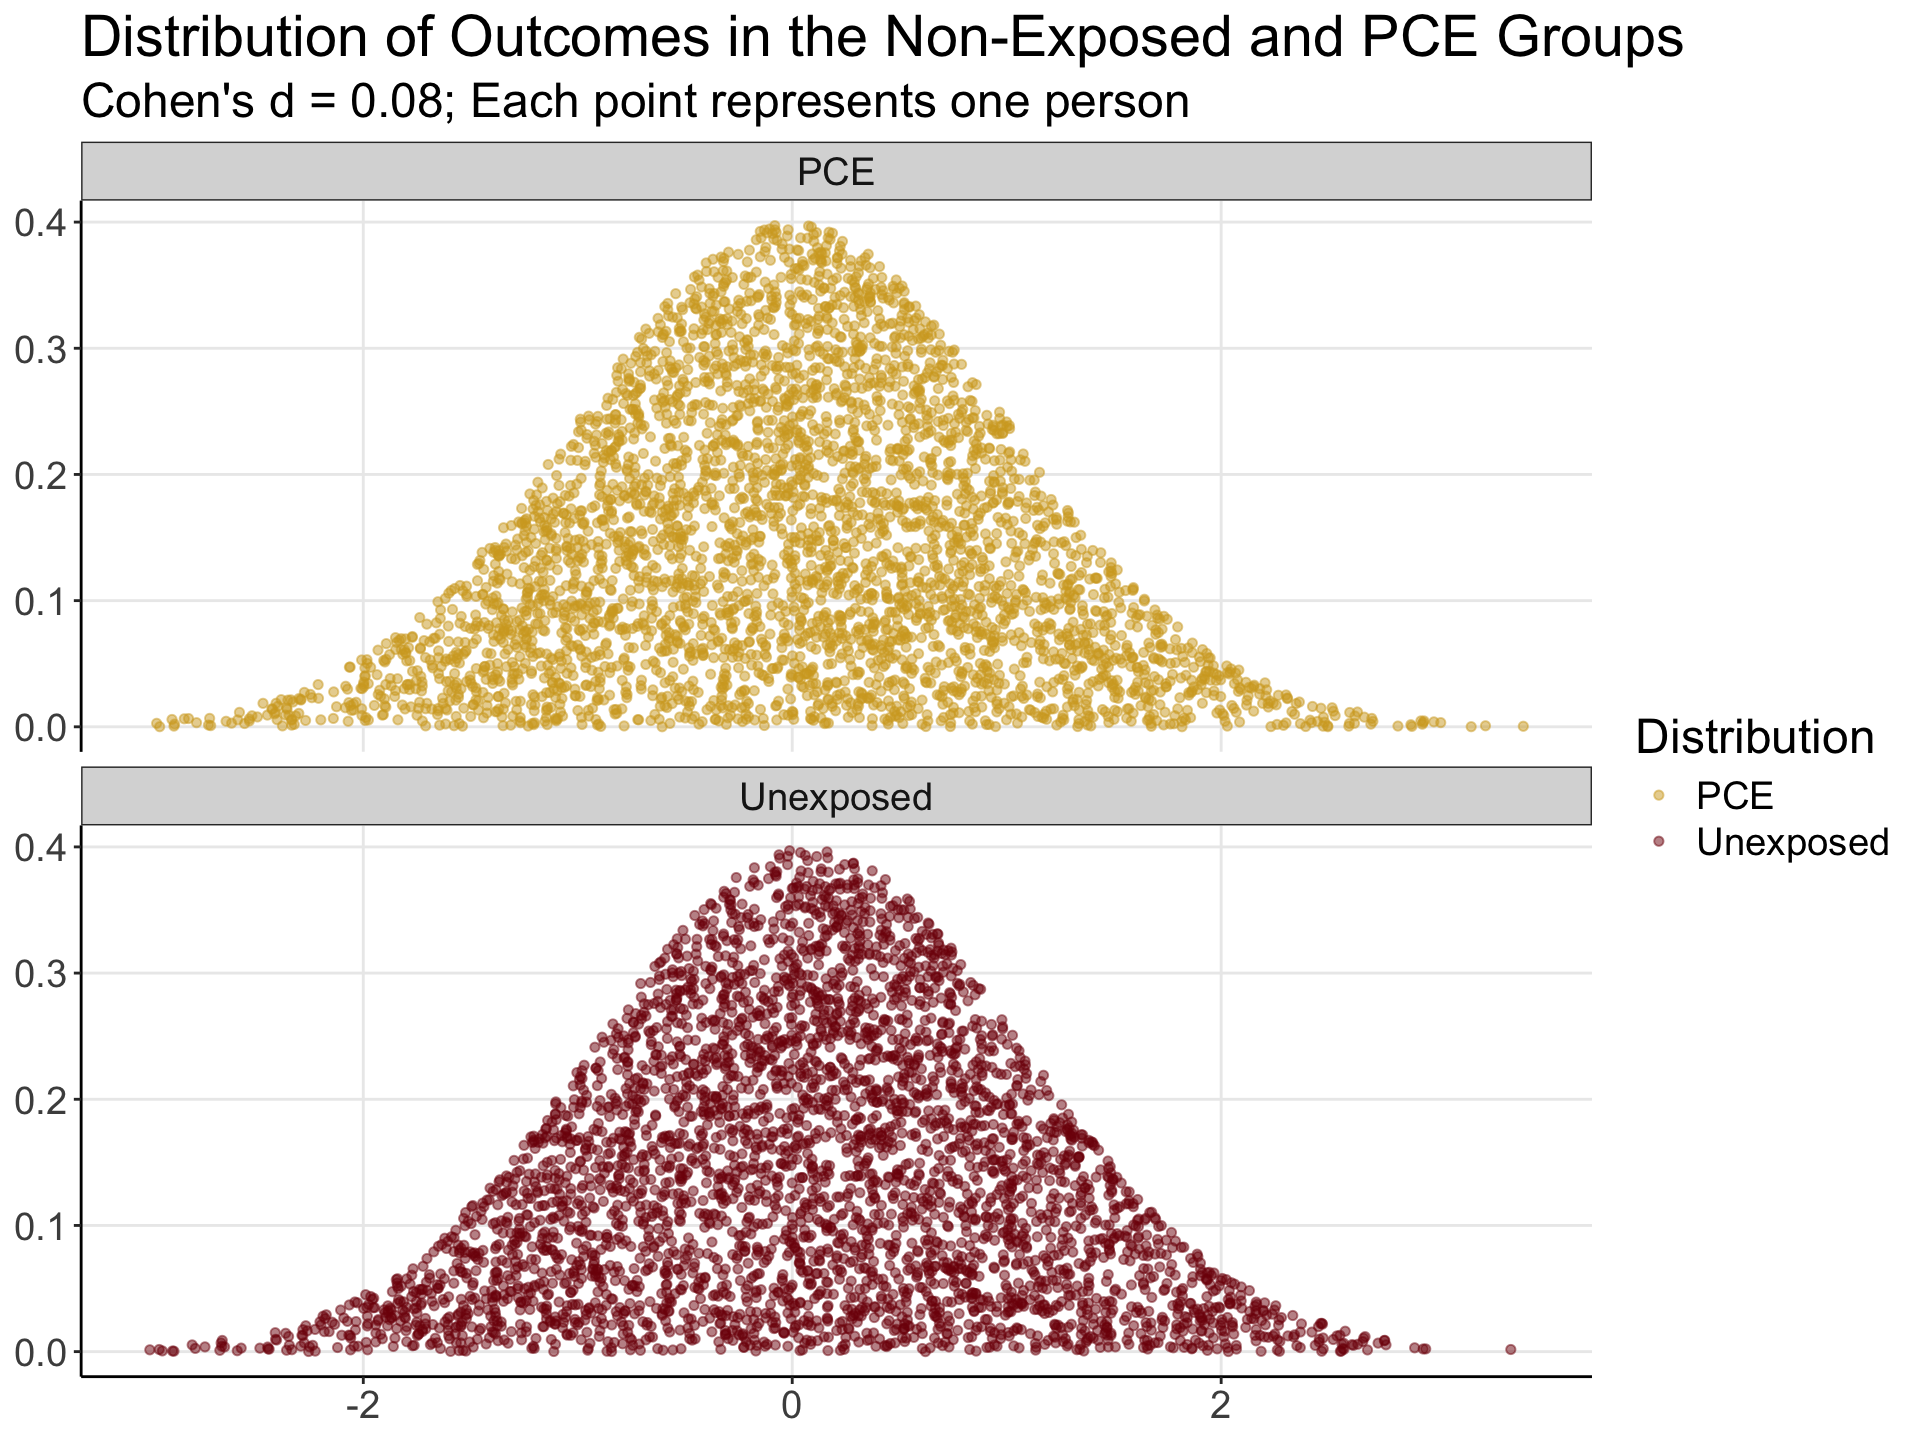 Distribution of Outcomes in the Non-Exposed and PCE Groups
Cohen's d = 0.08; Each point represents one person
PCE
0.4
0.3
0.2
0.1
0.0
Unexposed
0.4
0.3
0.2
0.1
0.0
-2 0 2
Distribution
PCE
Unexposed